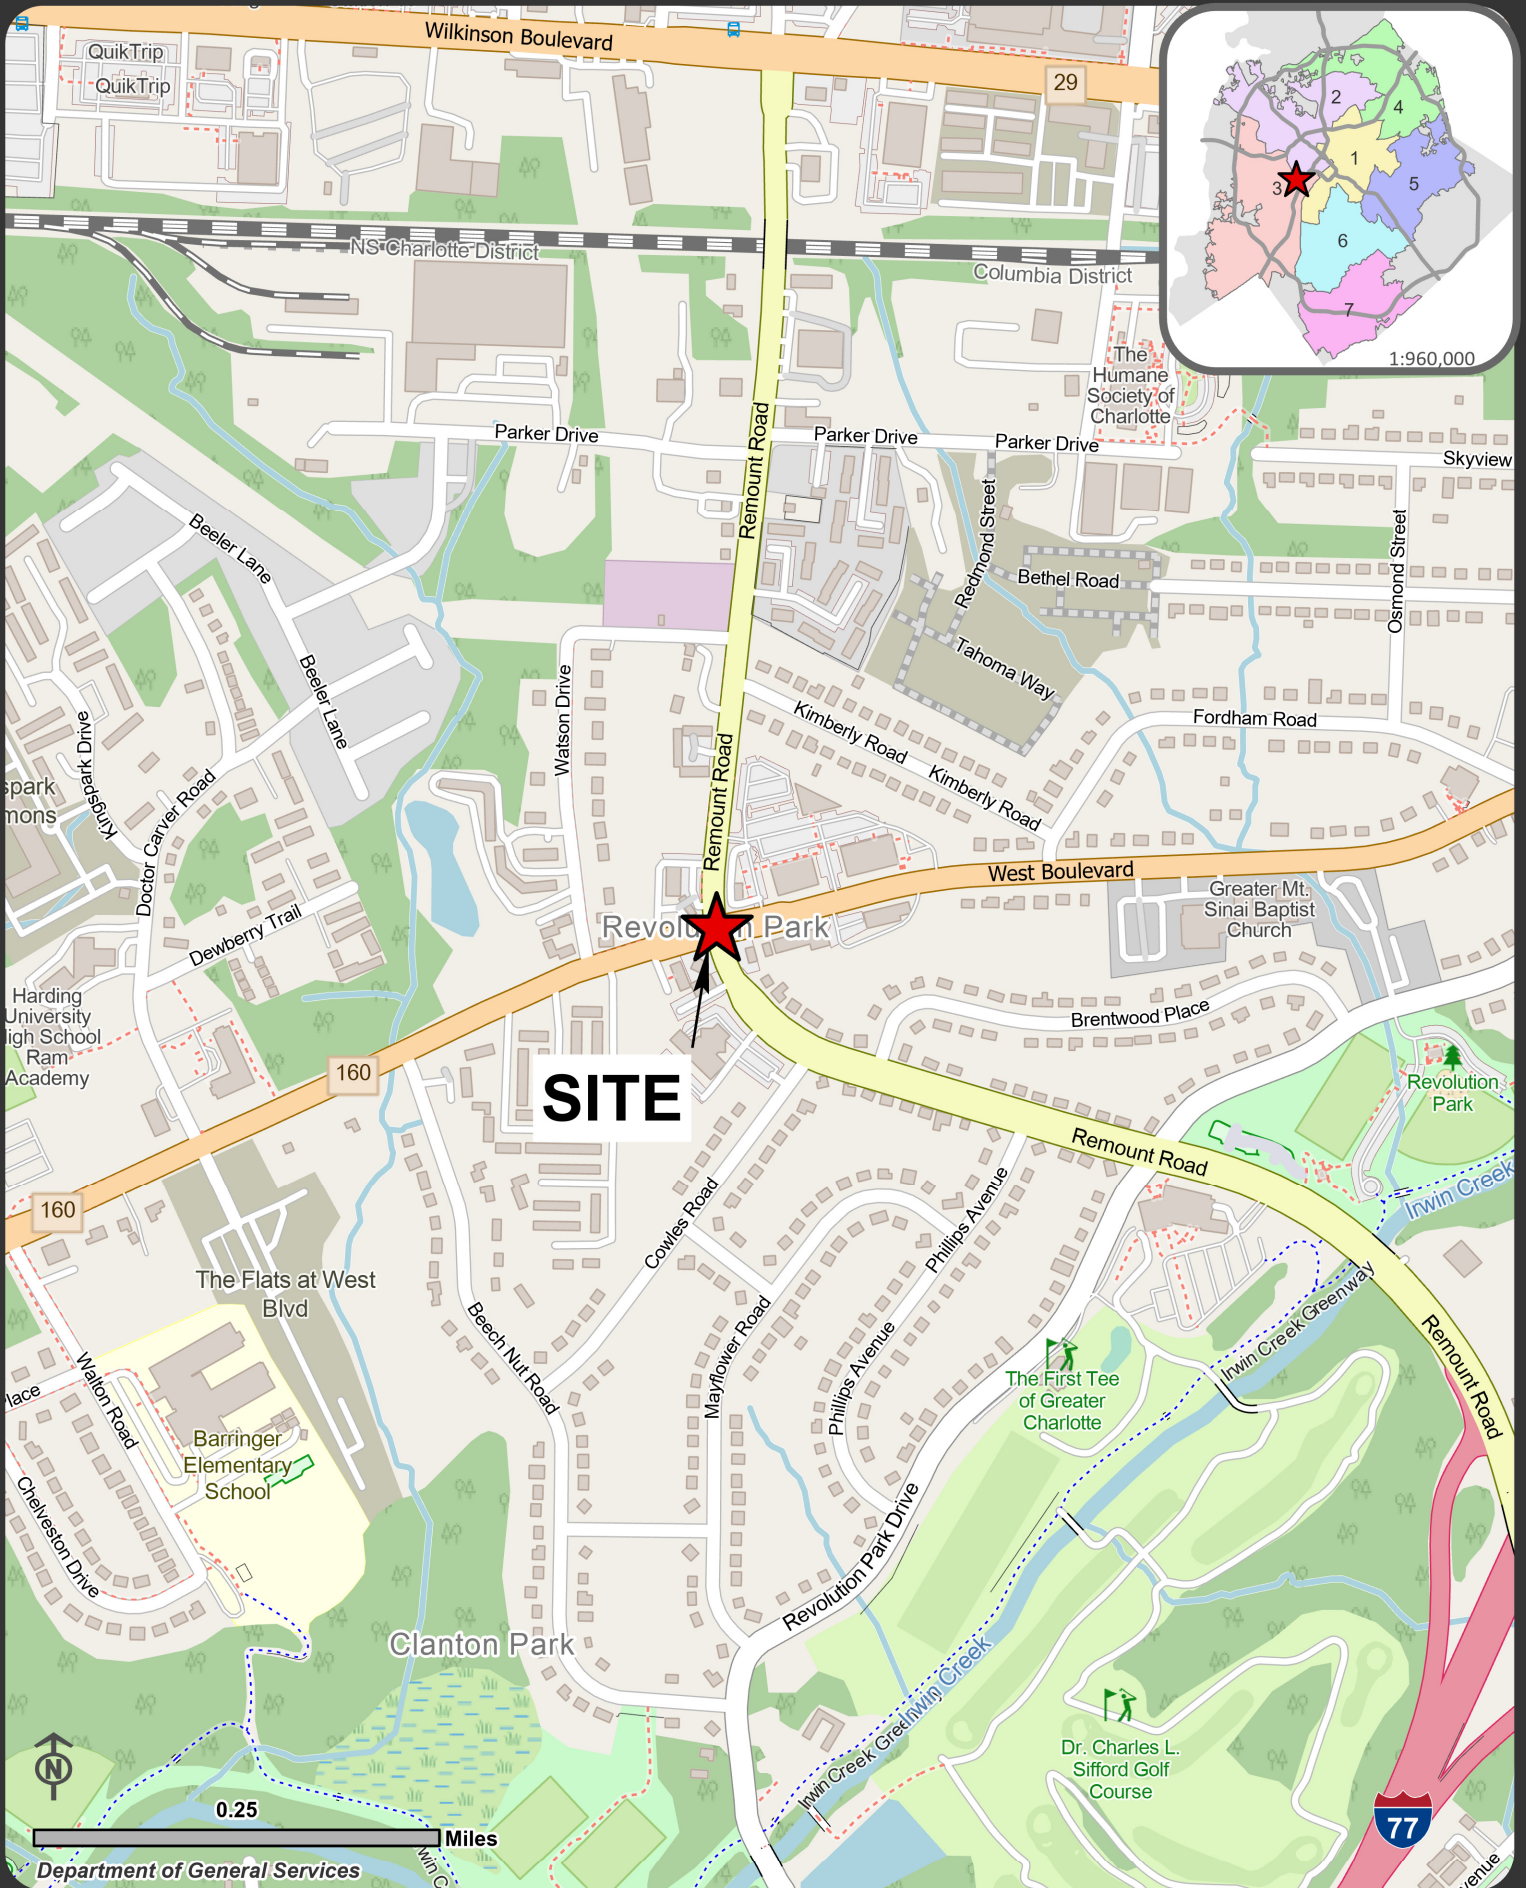 Wilkinson Boulevard
QuikTrip
QuikTrip
29
2
4
1
5
3
6
7
1:960,000
NS Charlotte District
Columbia District
The
Humane
Society of
Charlotte
Parker Drive
Parker Drive
Parker Drive
Remount Road
Skyview
Beeler Lane
Redmond Street
Osmond Street
Bethel Road
Beeler Lane
Watson Drive
Tahoma Way
Kingspark Drive
Kimberly Road
Kimberly Road
Fordham Road
Remount Road
spark
mons
Doctor Carver Road
West Boulevard
Greater Mt.
Sinai Baptist
Church
Dewberry Trail
Revolution Park
Harding
University
High School
Ram
Academy
Brentwood Place
160
SITE
Revolution
Park
Remount Road
160
Irwin Creek
Cowles Road
Phillips Avenue
The Flats at West
Blvd
Irwin Creek Greenway
Beech Nut Road
Mayflower Road
Phillips Avenue
Remount Road
The First Tee
of Greater
Charlotte
Place
Walton Road
Barringer
Elementary
School
Chelveston Drive
Revolution Park Drive
Clanton Park
Irwin Creek
Irwin Creek Greenway
Dr. Charles L.
Sifford Golf
Course
N
0.25
Miles
77
Department of General Services
win C
venue